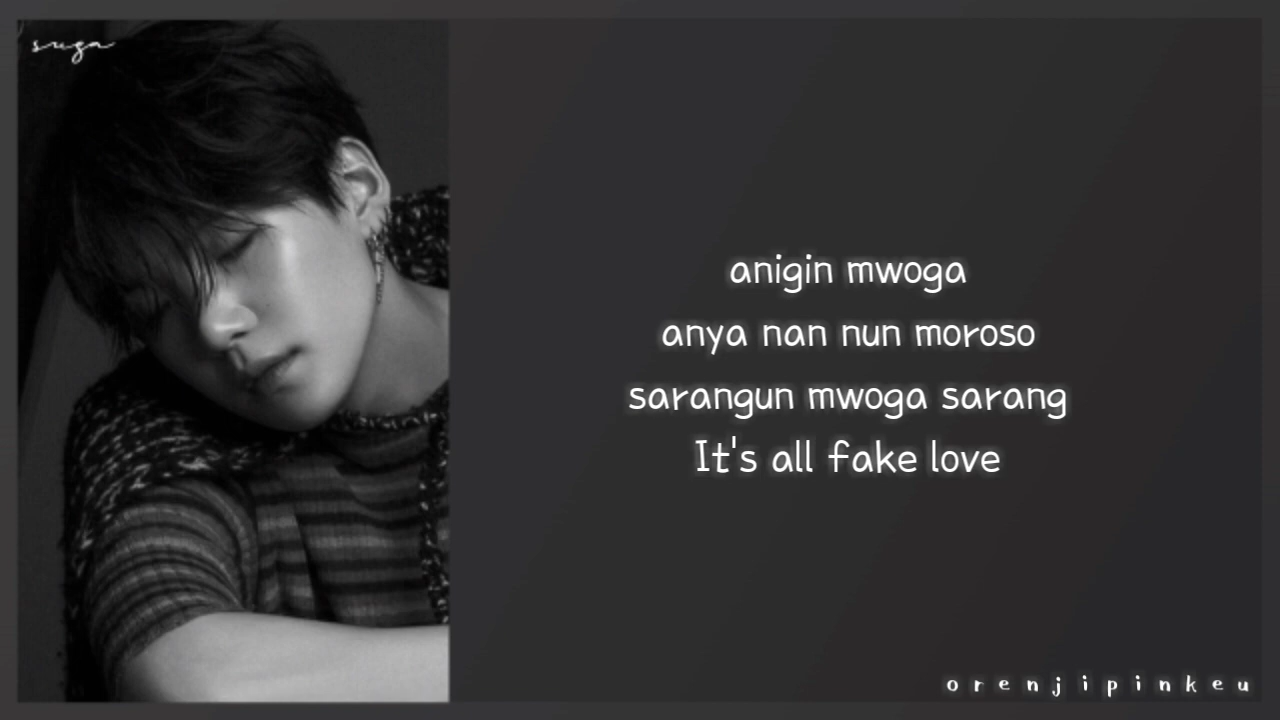 suga
anigin mwoga
anya nan nun moroso
sarangun mwoga sarang
It's all fake love
orenjipinkeu